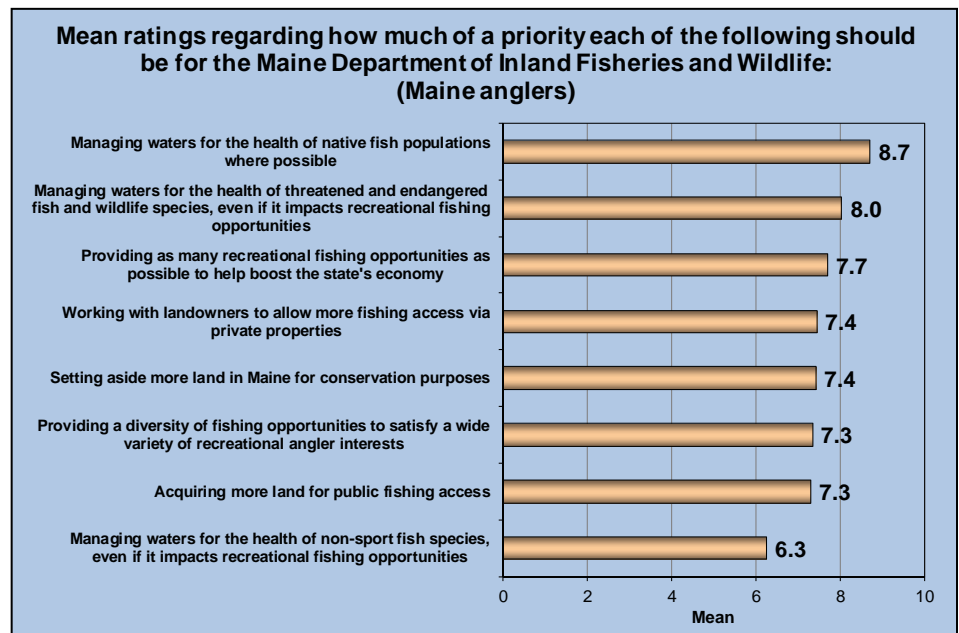 Mean ratings regarding how much of a priority each of the following should
be for the Maine Department of Inland Fisheries and Wildlife:
(Maine anglers)
Managing waters for the health of native fish populations
where possible
8.7
Managing waters for the health of threatened and endangered
fish and wildlife species, even if it impacts recreational fishing
opportunities
8.0
Providing as many recreational fishing opportunities as
possible to help boost the state's economy
7.7
Working with landowners to allow more fishing access via
private properties
7.4
Setting aside more land in Maine for conservation purposes
7.4
Providing a diversity of fishing opportunities to satisfy a wide
variety of recreational angler interests
7.3
Acquiring more land for public fishing access
7.3
Managing waters for the health of non-sport fish species,
even if it impacts recreational fishing opportunities
6.3
0 2 4 6 8 10
Mean